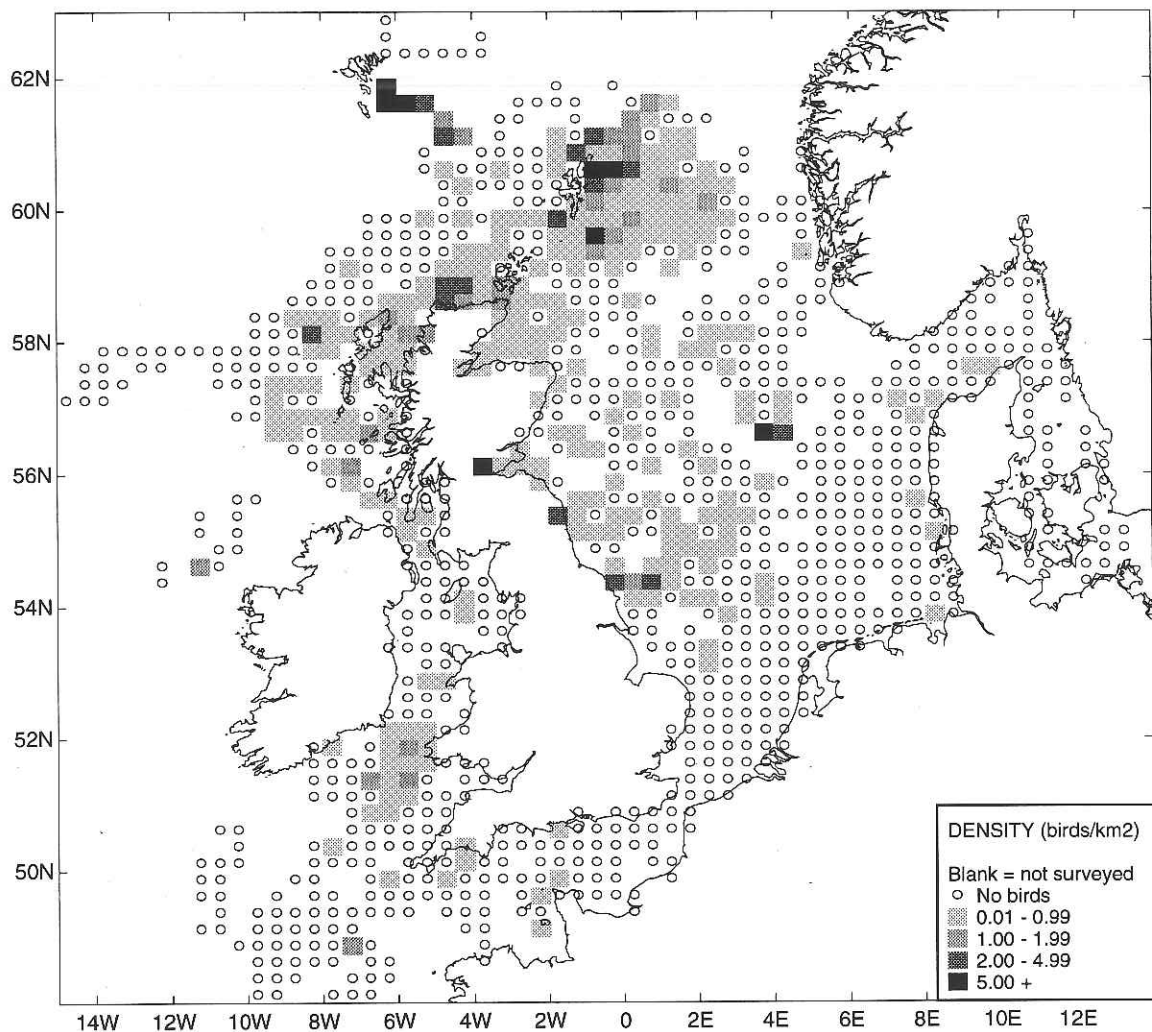 62N
60N
58N
56N
54N
52N
50N
14W 12W 10W 8W 6W 4W 2W 0 2E 4E 6E 8E 10E 12E
DENSITY (birds/km2)
Blank = not surveyed
No birds
0.01 - 0.99
1.00 - 1.99
2.00 - 4.99
5.00 +